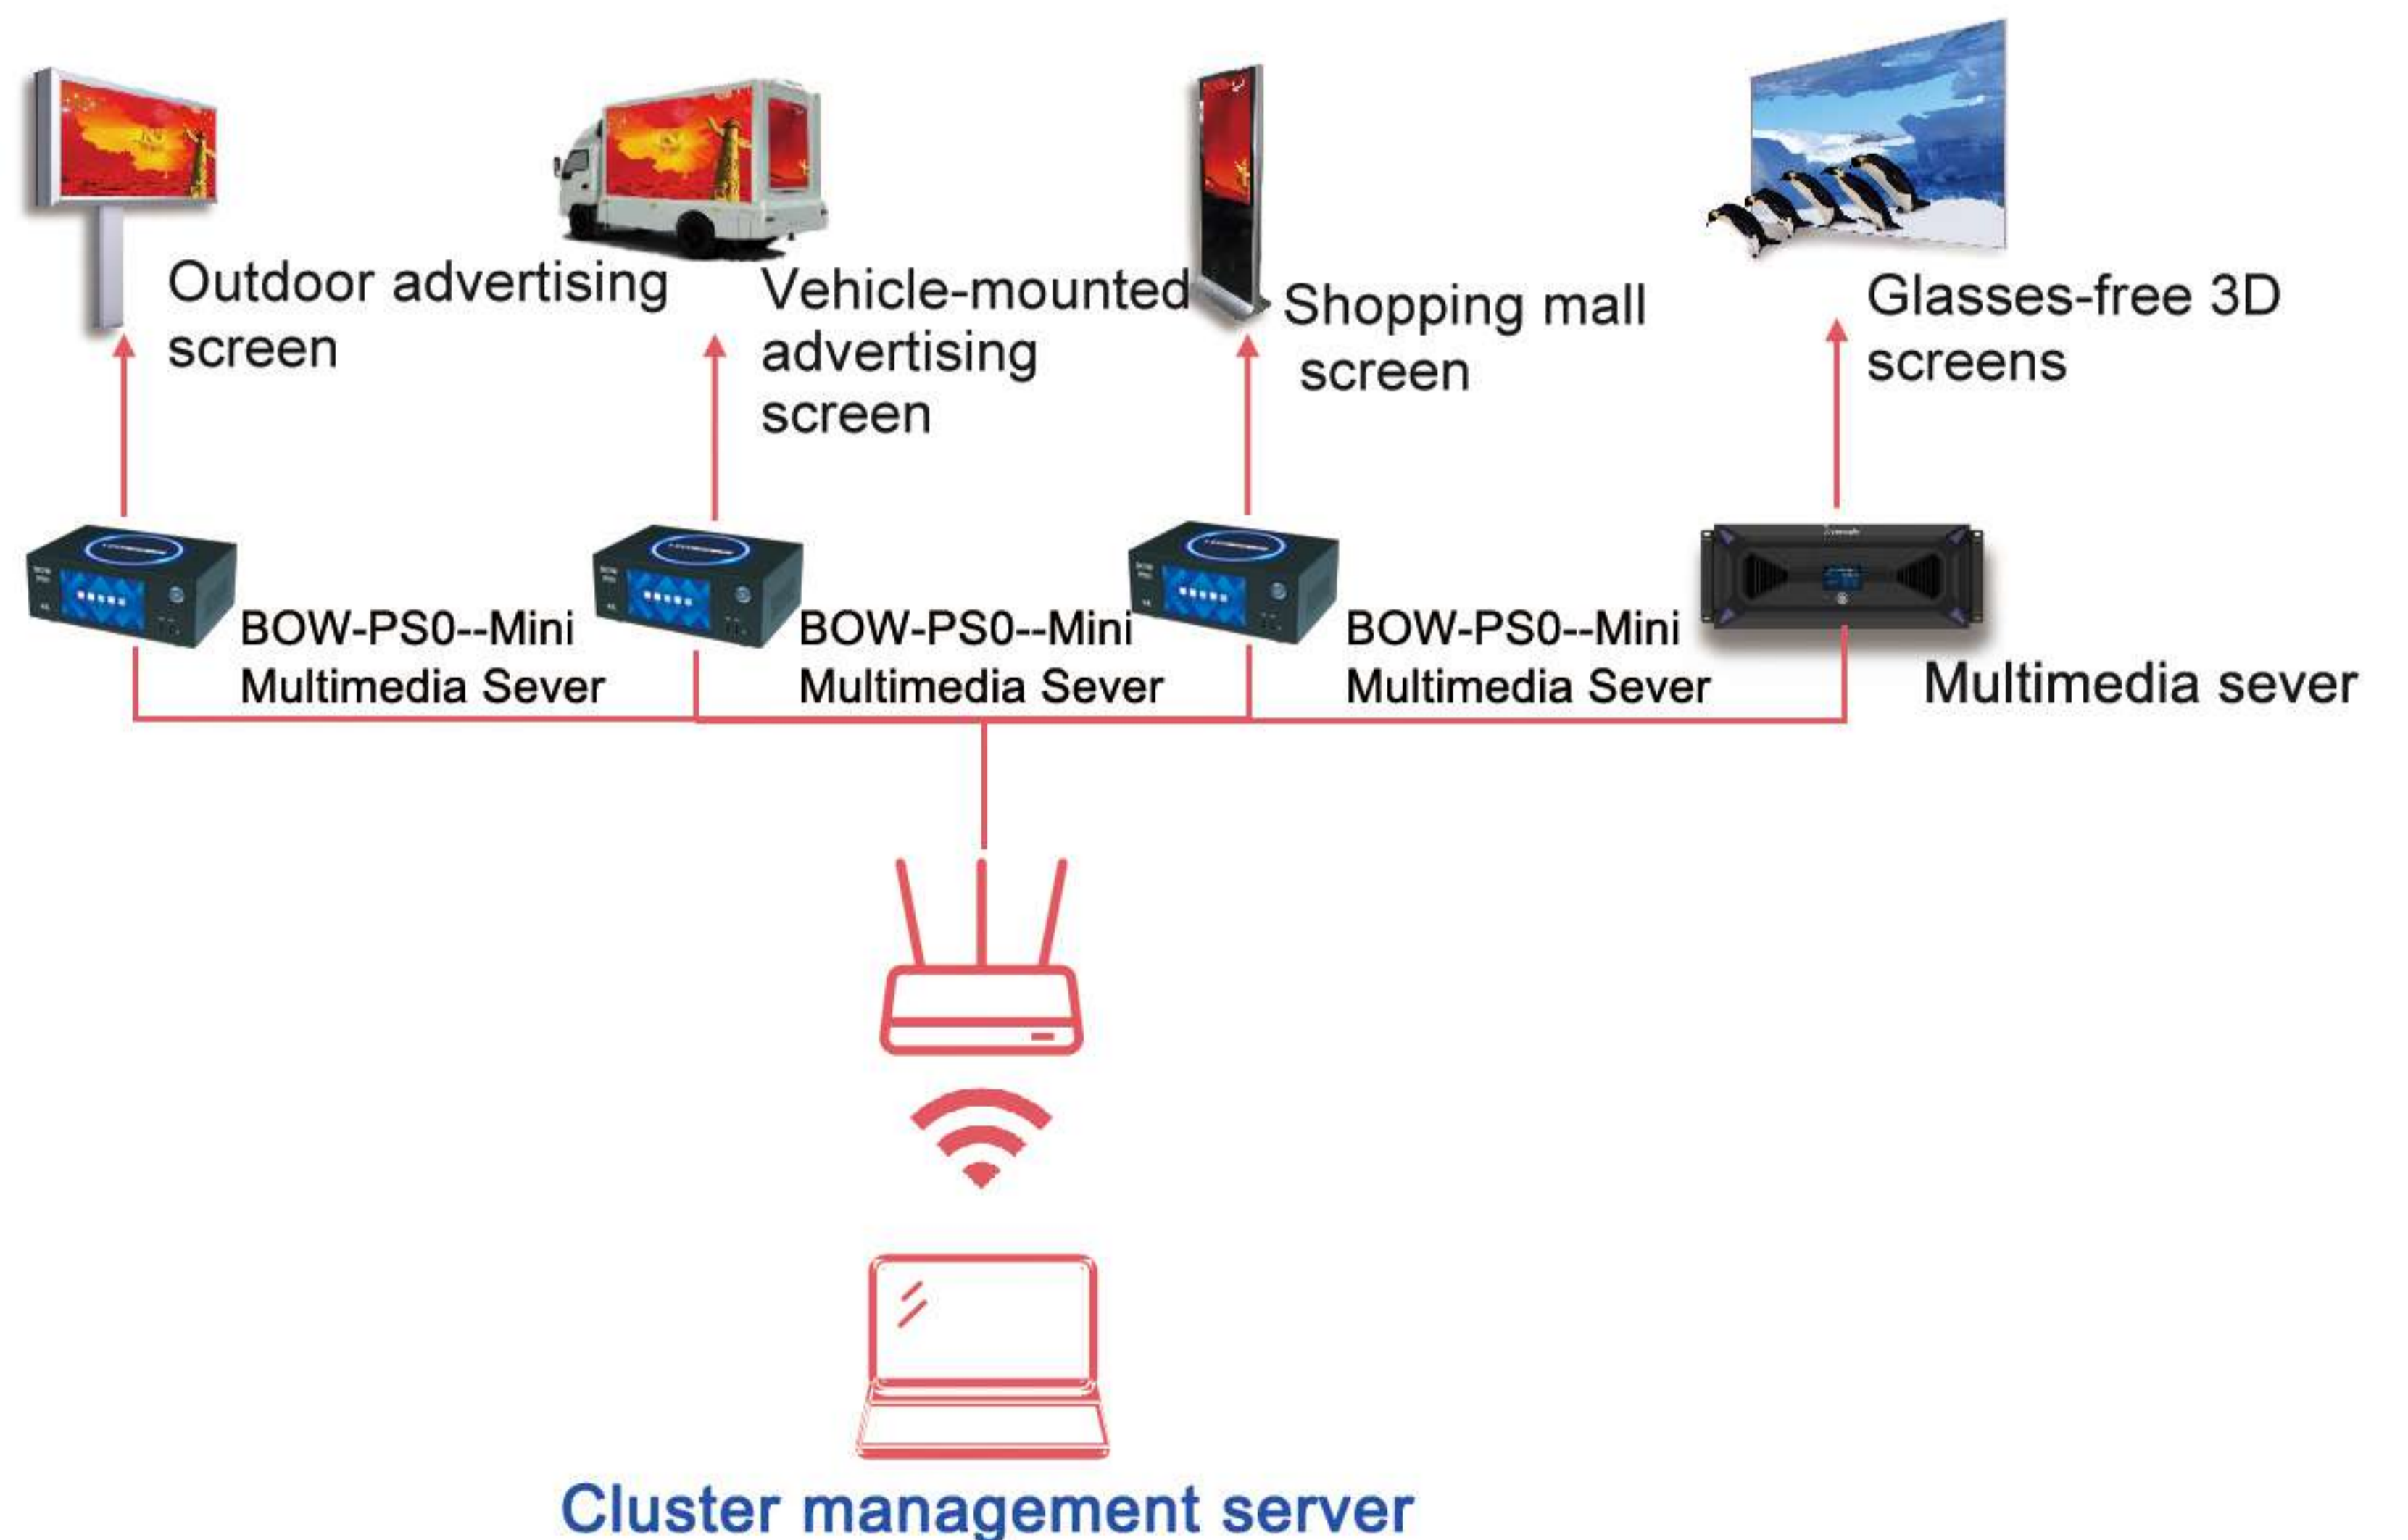 Outdoor advertising
screen
Vehicle-mounted
advertising
screen
Shopping mall
screen
Glasses-free 3D
screens
BOW-PS0--Mini
Multimedia Sever
BOW-PS0--Mini
Multimedia Sever
BOW-PS0--Mini
Multimedia Sever
Multimedia sever
Cluster management server